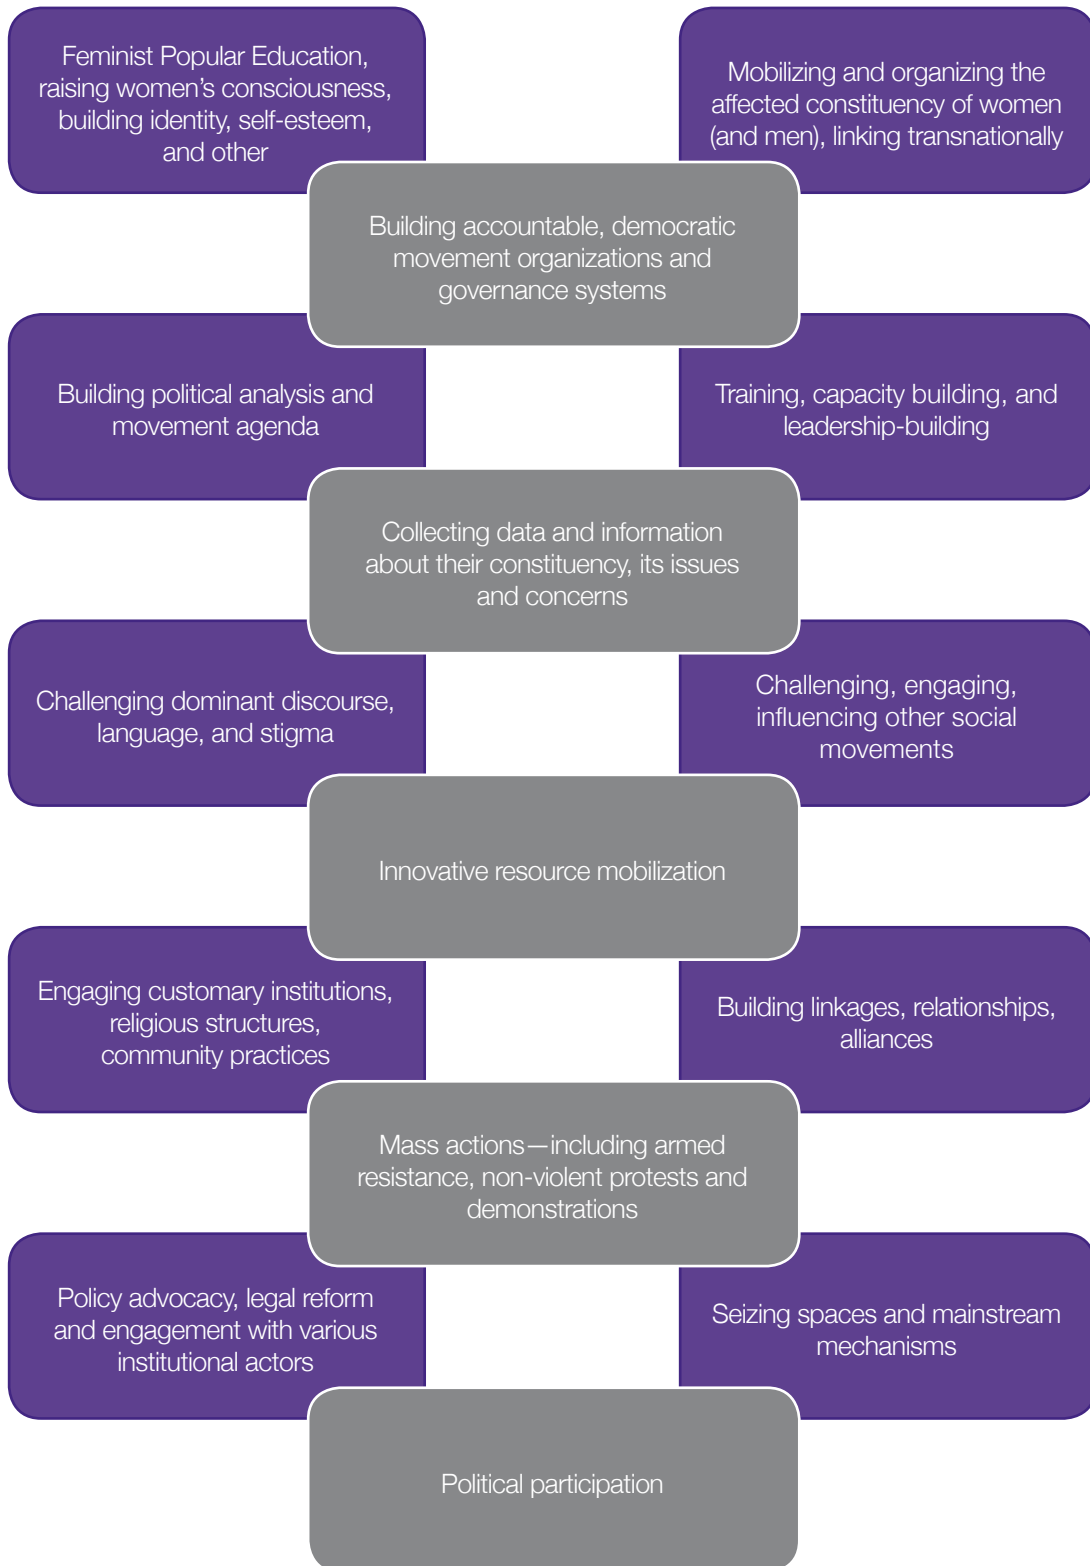 Feminist Popular Education,
raising women’s consciousness,
building identity, self-esteem,
and other
Mobilizing and organizing the
affected constituency of women
(and men), linking transnationally
Building accountable, democratic
movement organizations and
governance systems
Building political analysis and
movement agenda
Training, capacity building, and
leadership-building
Collecting data and information
about their constituency, its issues
and concerns
Challenging dominant discourse,
language, and stigma
Challenging, engaging,
influencing other social
movements
Innovative resource mobilization
Engaging customary institutions,
religious structures,
community practices
Building linkages, relationships,
alliances
Mass actions—including armed
resistance, non-violent protests and
demonstrations
Policy advocacy, legal reform
and engagement with various
institutional actors
Seizing spaces and mainstream
mechanisms
Political participation